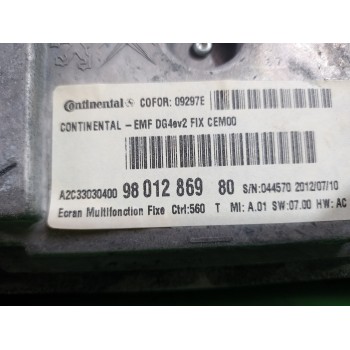 Continental COFOR: 09297E
CONTINENTAL - EMF DG4ev2 FIX CEM00
A2C33030400 98 012 869 80 S/N:044570 2012/07/10
Ecran Multifonction Fixe Ctrl:560 T MI: A.01 SW:07.00 HW: AC